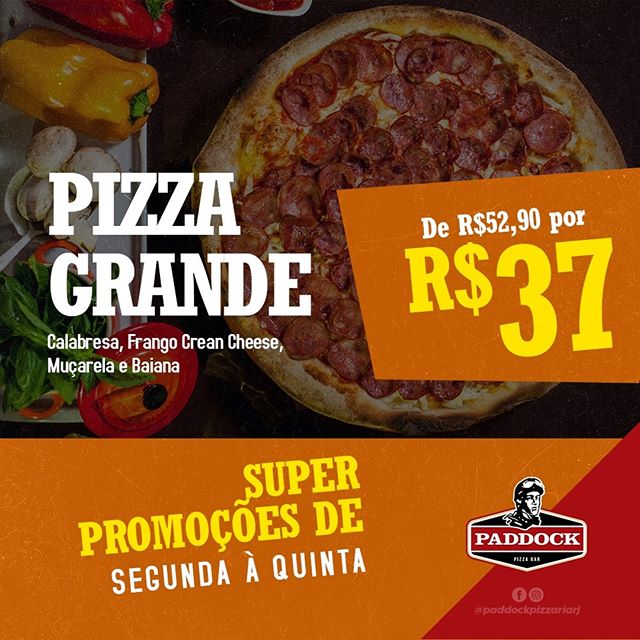 PIZZA
GRANDE
Calabresa, Frango Crean Cheese,
Muçarela e Baiana
De R$52,90 por
R$37
SUPER
PROMOÇÕES DE
SEGUNDA À QUINTA
PADDOCK
PIZZA BAR
@paddockpizzariarj